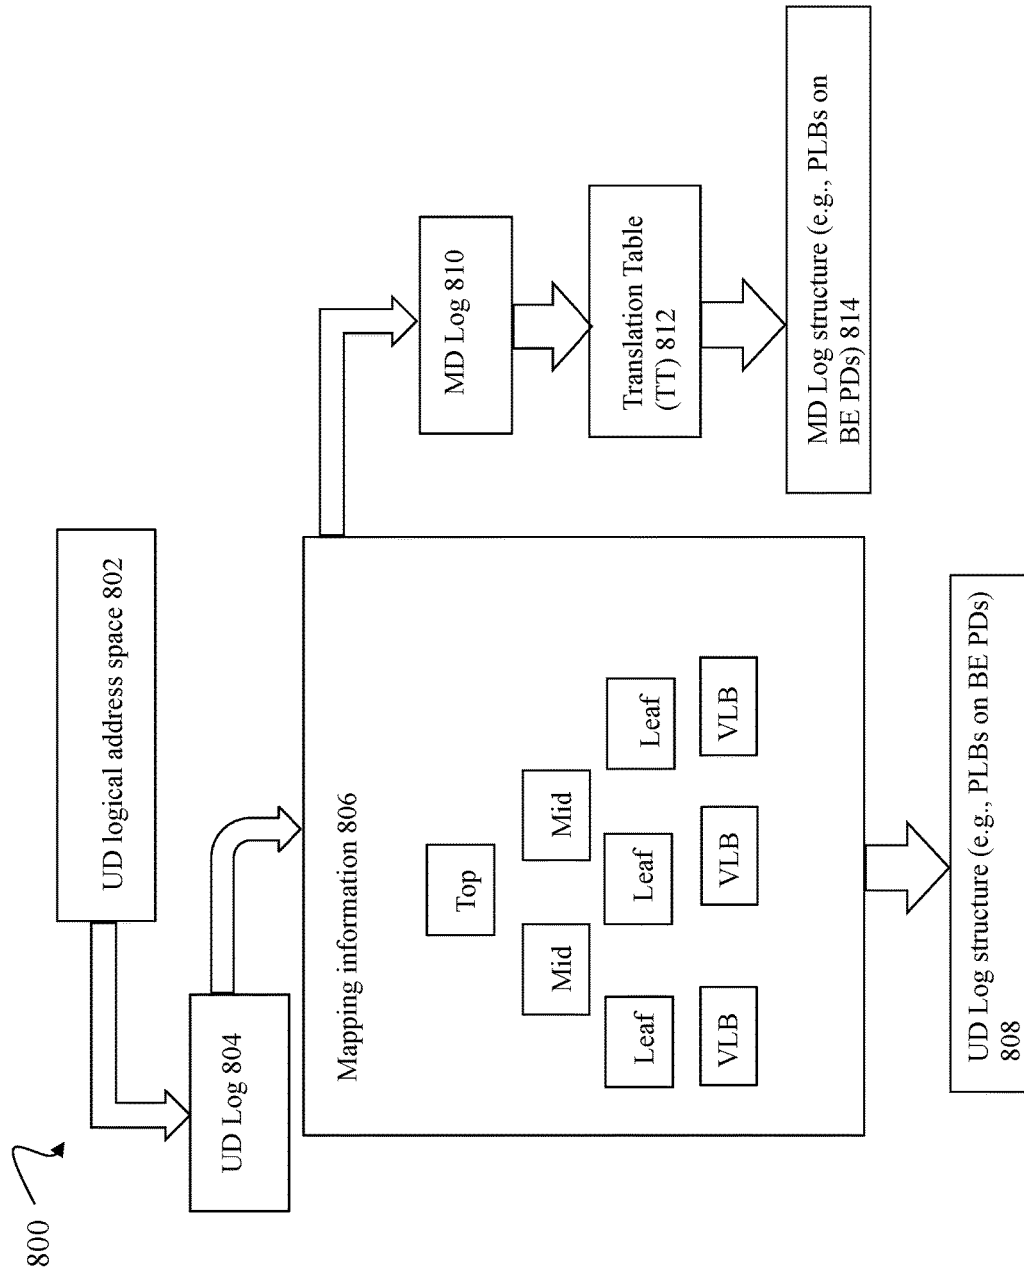 800
UD logical address space 802
UD Log 804
Mapping information 806
Top
Mid
Mid
Leaf
Leaf
Leaf
VLB
VLB
VLB
MD Log 810
Translation Table
(TT) 812
MD Log structure (e.g., PLBs on
BE PDs) 814
UD Log structure (e.g., PLBs on BE PDs)
808